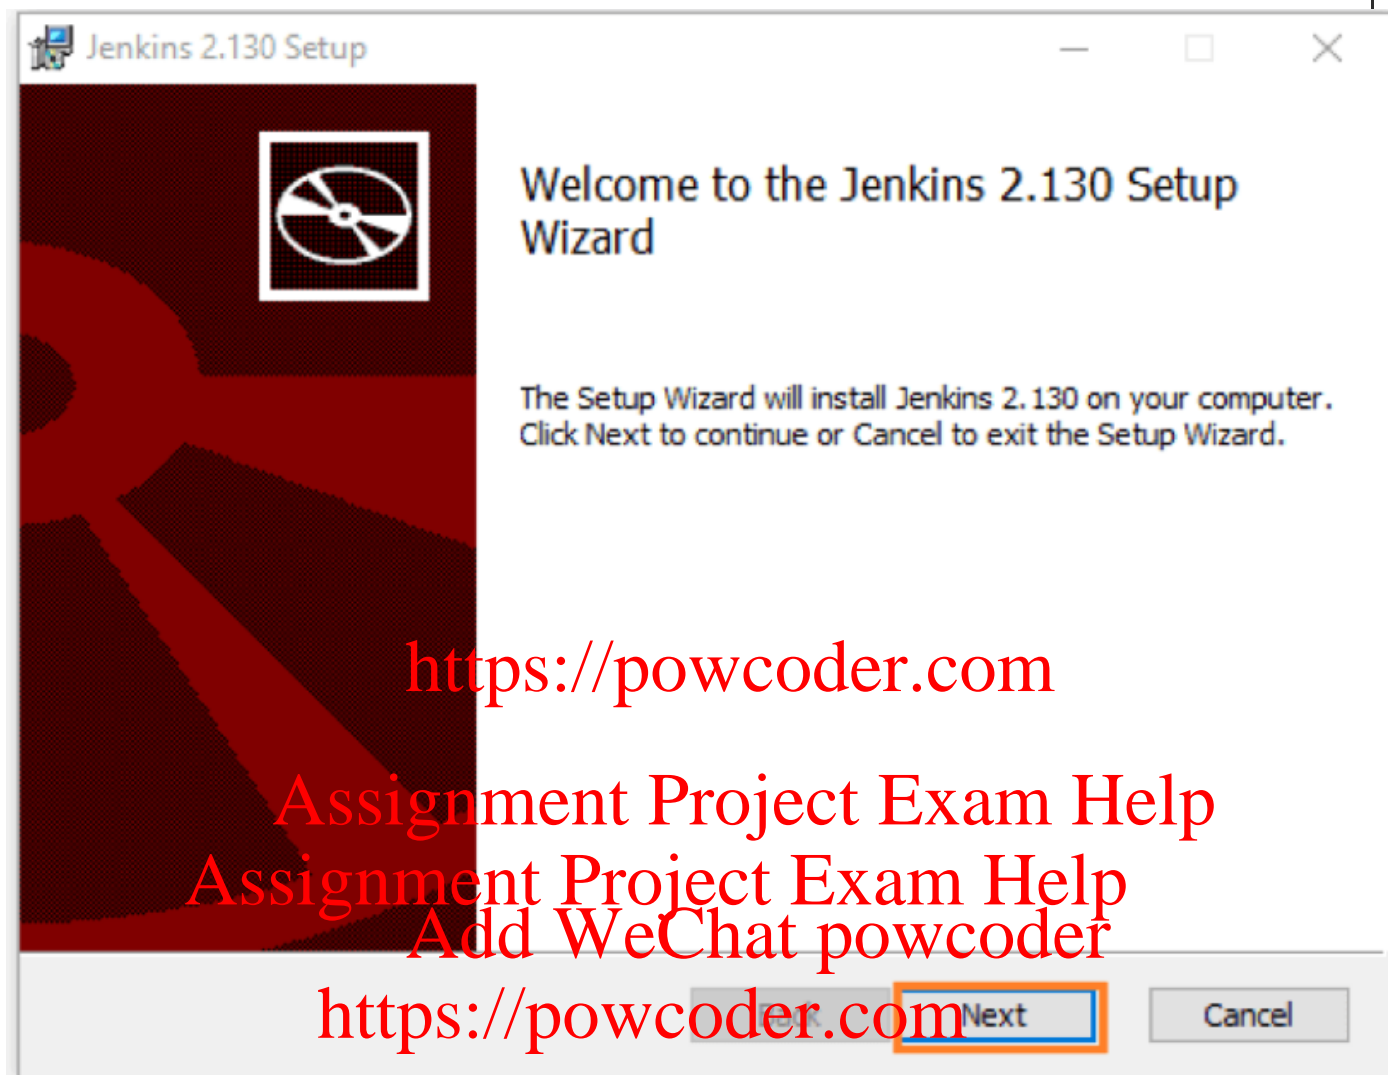 Jenkins 2.130 Setup
Welcome to the Jenkins 2.130 Setup
Wizard
The Setup Wizard will install Jenkins 2.130 on your computer.
Click Next to continue or Cancel to exit the Setup Wizard.
https://powcoder.com
Assignment Project Exam Help
Assignment Project Exam Help
Add WeChat powcoder
https://powcoder.com
Back Next Cancel